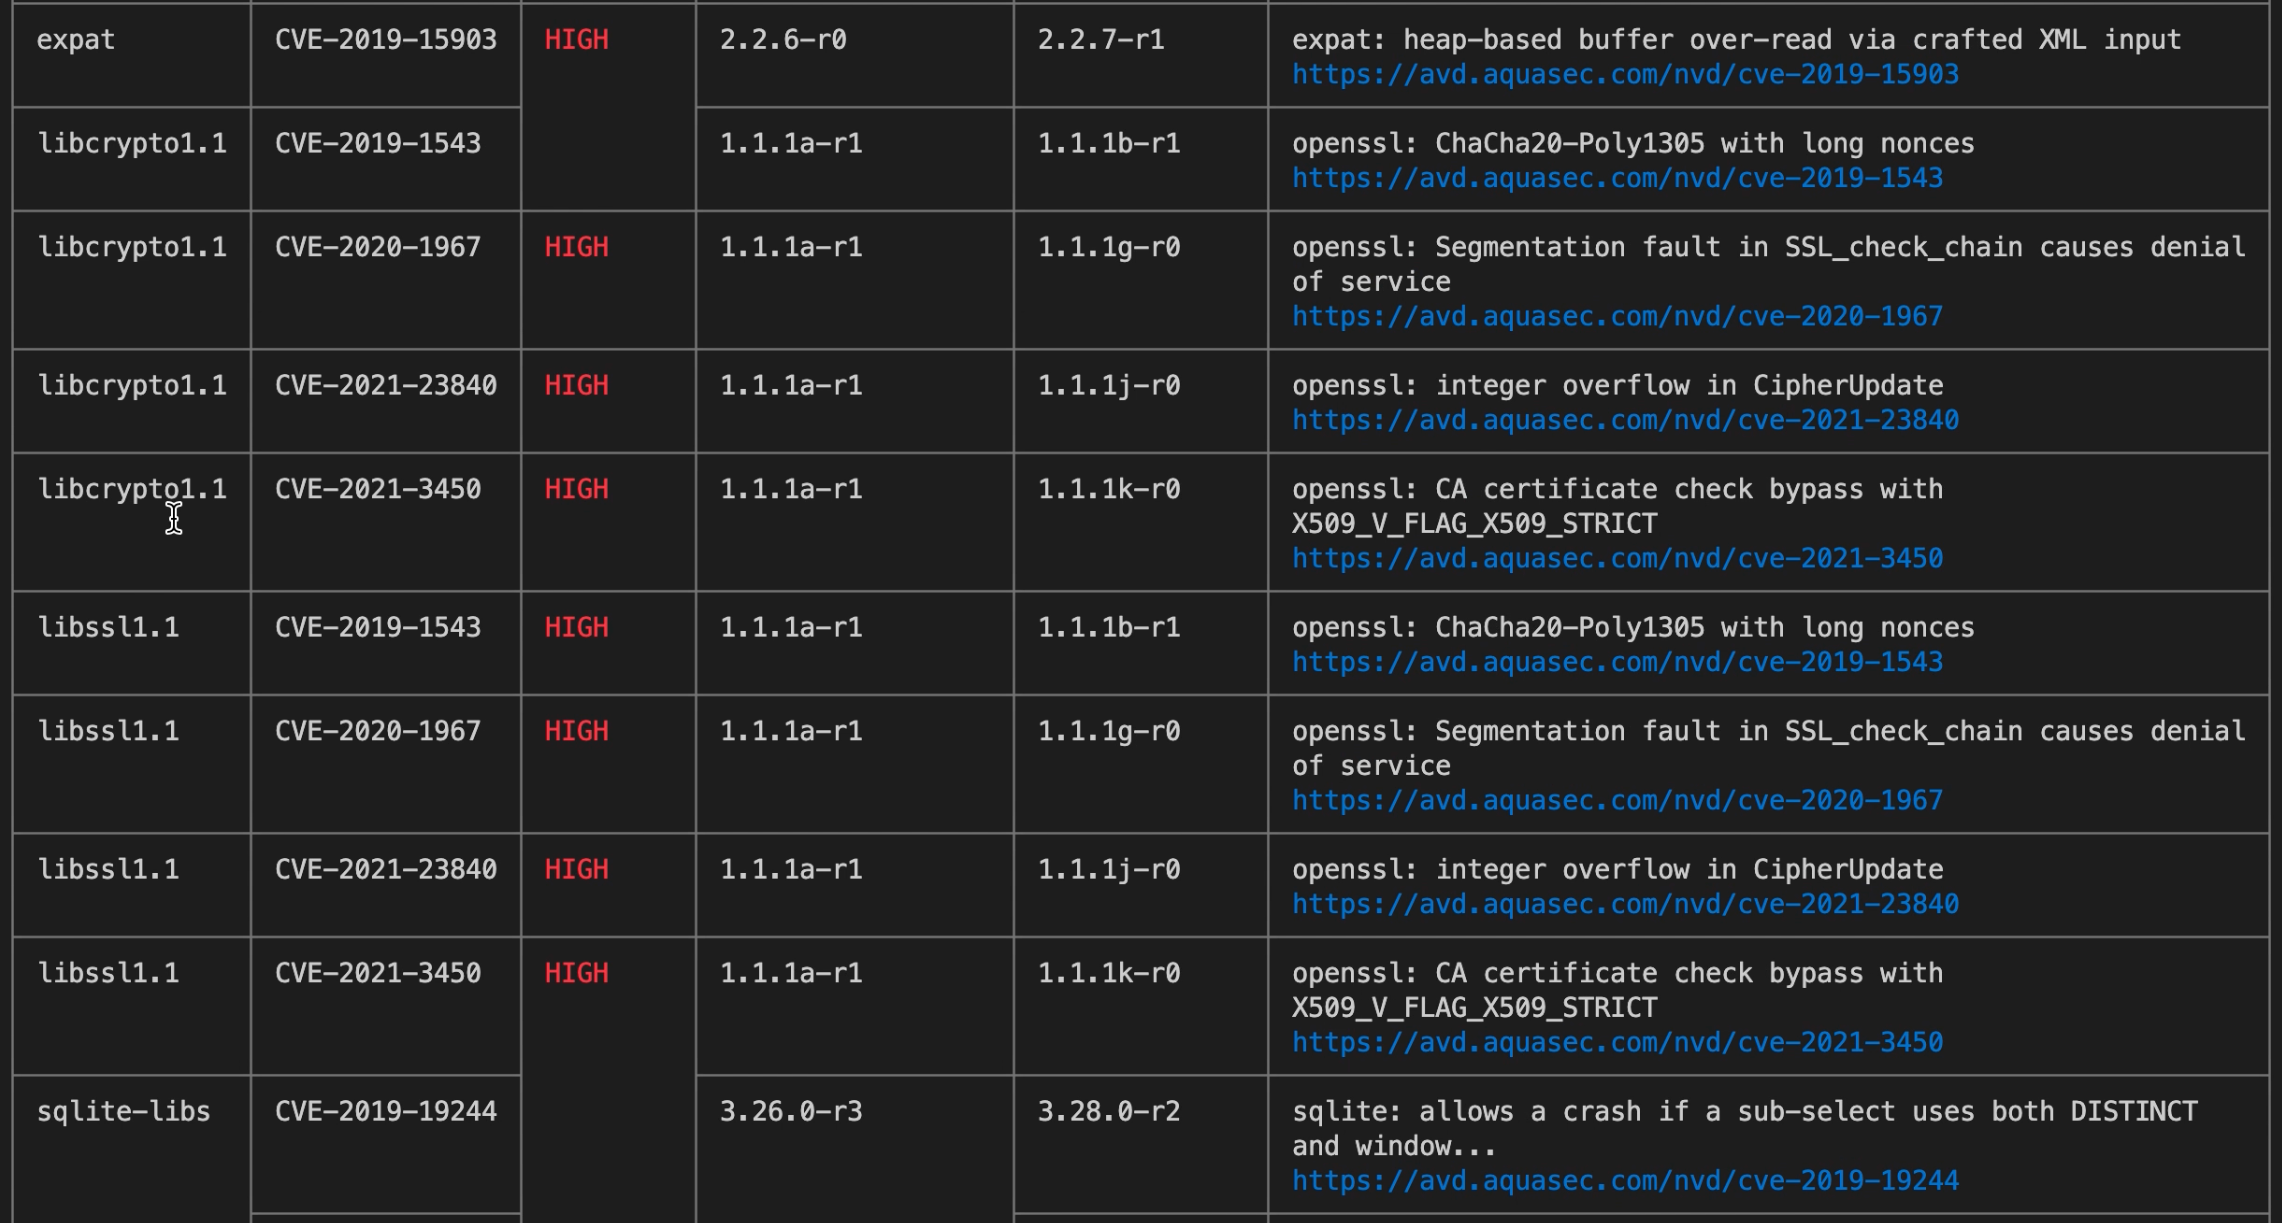 expat CVE-2019-15903 HIGH 2.2.6-r0 2.2.7-r1 expat: heap-based buffer over-read via crafted XML input
https://avd.aquasec.com/nvd/cve-2019-15903
libcrypto1.1 CVE-2019-1543 1.1.1a-r1 1.1.1b-r1 openssl: ChaCha20-Poly1305 with long nonces
https://avd.aquasec.com/nvd/cve-2019-1543
libcrypto1.1 CVE-2020-1967 HIGH 1.1.1a-r1 1.1.1g-r0 openssl: Segmentation fault in SSL_check_chain causes denial
of service
https://avd.aquasec.com/nvd/cve-2020-1967
libcrypto1.1 CVE-2021-23840 HIGH 1.1.1a-r1 1.1.1j-r0 openssl: integer overflow in CipherUpdate
https://avd.aquasec.com/nvd/cve-2021-23840
libcrypto1.1 CVE-2021-3450 HIGH 1.1.1a-r1 1.1.1k-r0 openssl: CA certificate check bypass with
X509_V_FLAG_X509_STRICT
https://avd.aquasec.com/nvd/cve-2021-3450
libssl1.1 CVE-2019-1543 HIGH 1.1.1a-r1 1.1.1b-r1 openssl: ChaCha20-Poly1305 with long nonces
https://avd.aquasec.com/nvd/cve-2019-1543
libssl1.1 CVE-2020-1967 HIGH 1.1.1a-r1 1.1.1g-r0 openssl: Segmentation fault in SSL_check_chain causes denial
of service
https://avd.aquasec.com/nvd/cve-2020-1967
libssl1.1 CVE-2021-23840 HIGH 1.1.1a-r1 1.1.1j-r0 openssl: integer overflow in CipherUpdate
https://avd.aquasec.com/nvd/cve-2021-23840
libssl1.1 CVE-2021-3450 HIGH 1.1.1a-r1 1.1.1k-r0 openssl: CA certificate check bypass with
X509_V_FLAG_X509_STRICT
https://avd.aquasec.com/nvd/cve-2021-3450
sqlite-libs CVE-2019-19244 3.26.0-r3 3.28.0-r2 sqlite: allows a crash if a sub-select uses both DISTINCT
and window...
https://avd.aquasec.com/nvd/cve-2019-19244